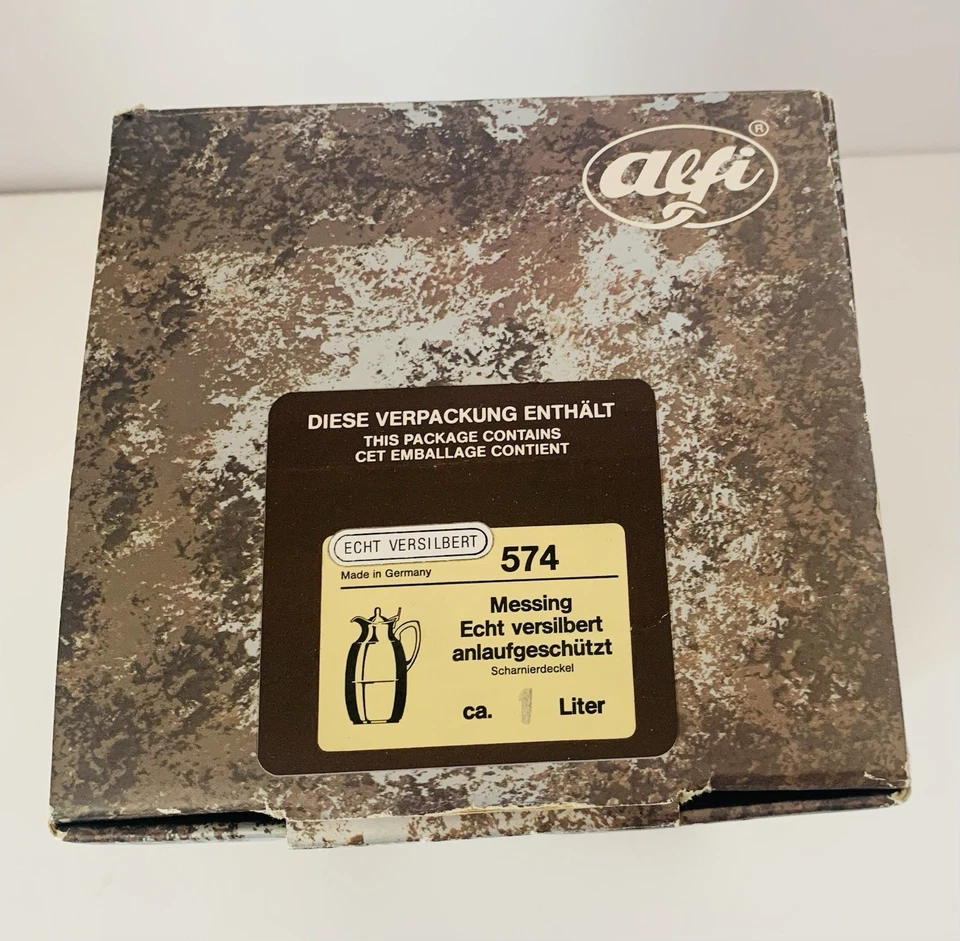 alfi ®
DIESE VERPACKUNG ENTHÄLT
THIS PACKAGE CONTAINS
CET EMBALLAGE CONTIENT
ECHT VERSILBERT
574
Made in Germany
Messing
Echt versilbert
anlaufgeschützt
Scharnierdeckel
ca. 1 Liter